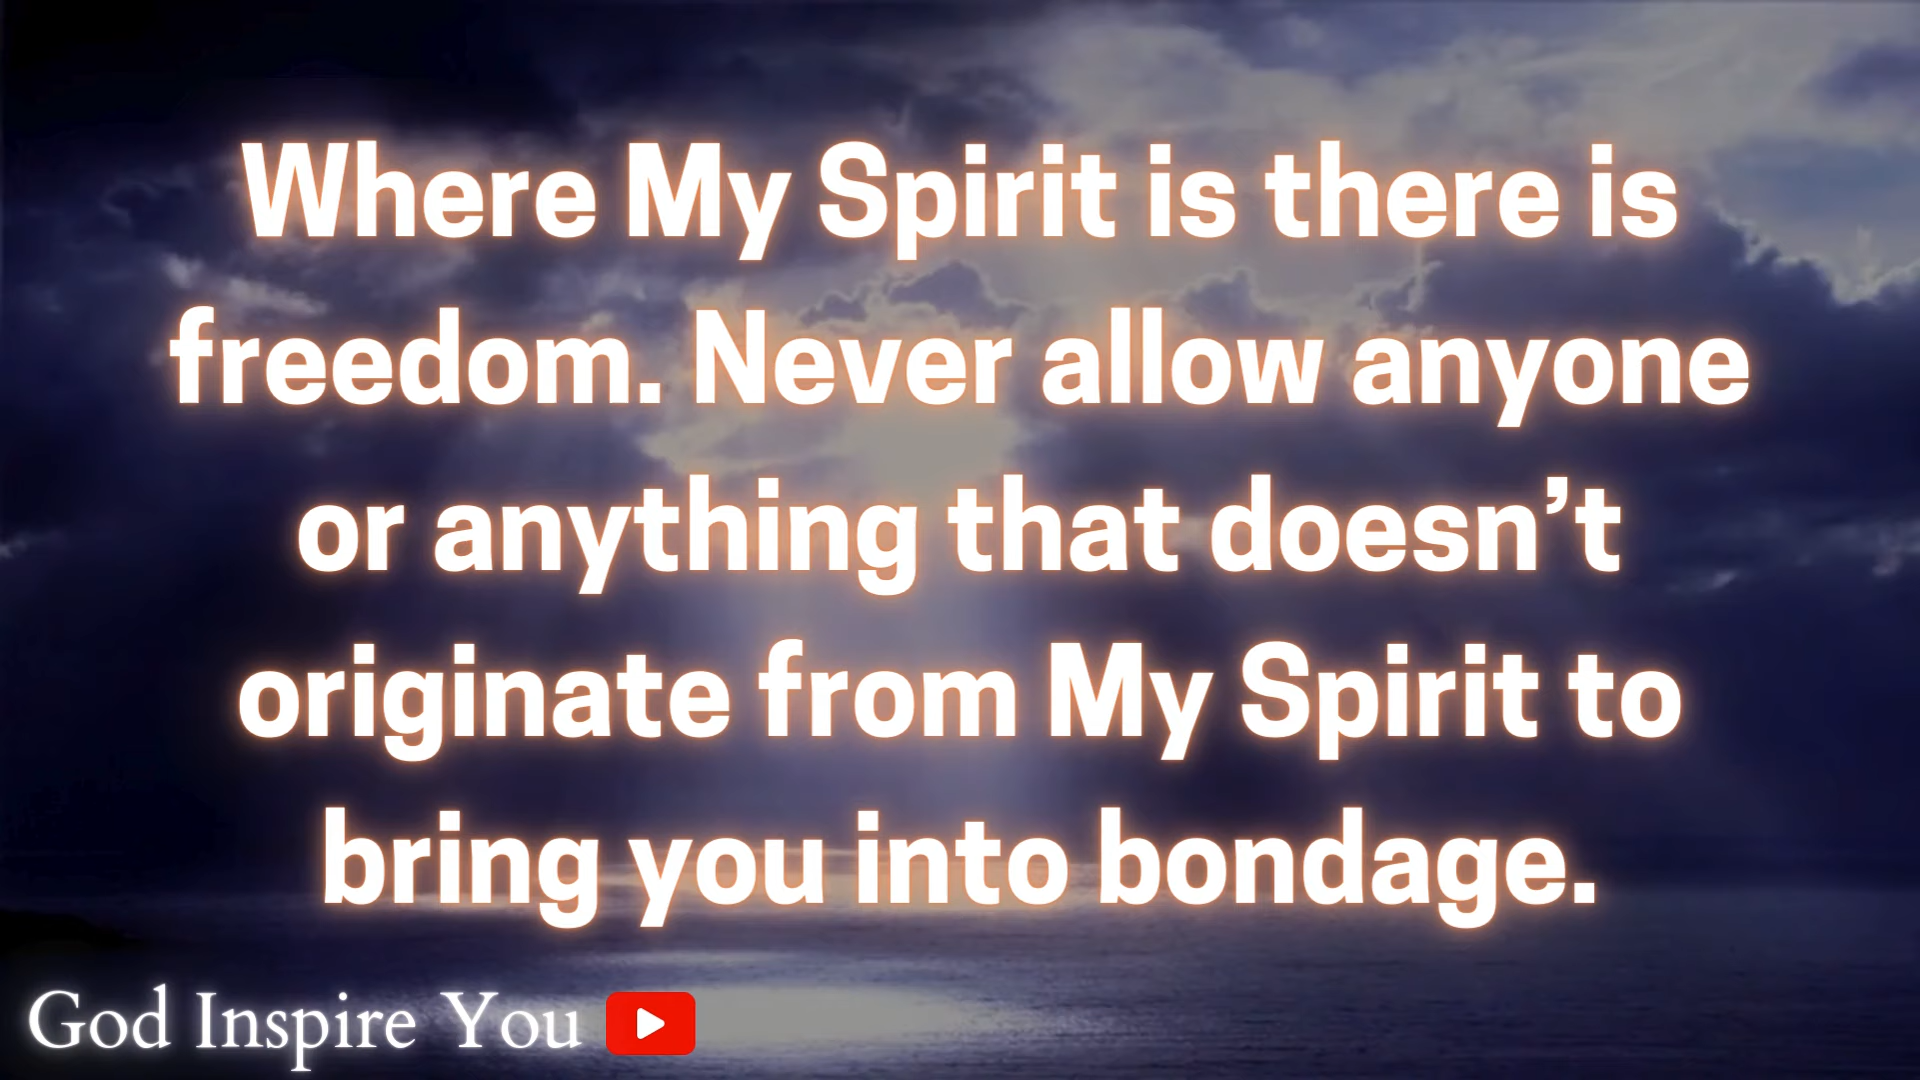 Where My Spirit is there is
freedom. Never allow anyone
or anything that doesn’t
originate from My Spirit to
bring you into bondage.
God Inspire You